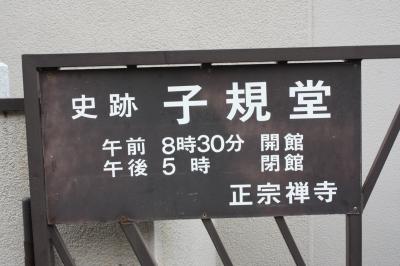 史跡 子規堂
午前 8時30分 開館
午後 5時 閉館
正宗禅寺